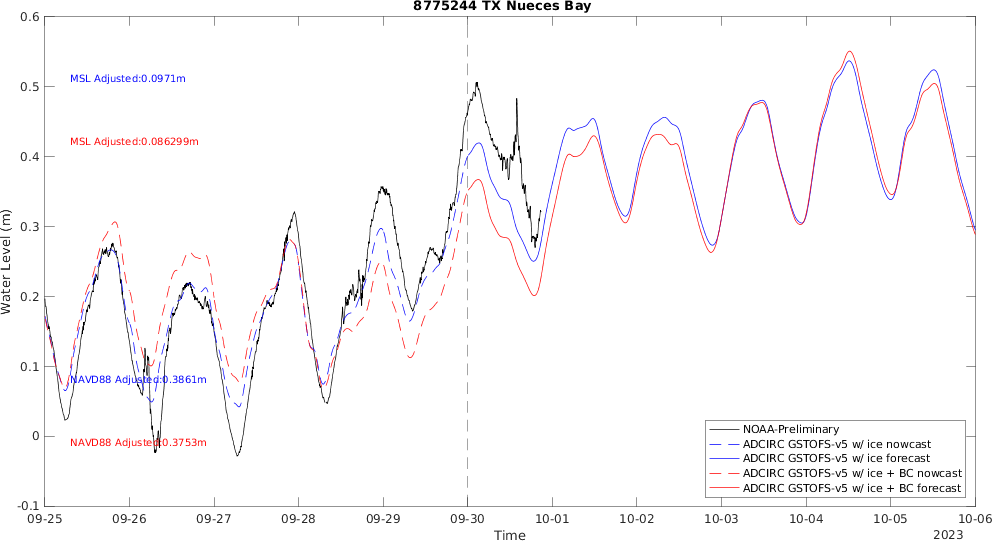 8775244 TX Nueces Bay
0.6
0.5
0.4
0.3
0.2
0.1
0
-0.1
Water Level (m)
MSL Adjusted:0.0971m
MSL Adjusted:0.086299m
NAVD88 Adjusted:0.3861m
NAVD88 Adjusted:0.3753m
NOAA-Preliminary
ADCIRC GSTOFS-v5 w/ ice nowcast
ADCIRC GSTOFS-v5 w/ ice forecast
ADCIRC GSTOFS-v5 w/ ice + BC nowcast
ADCIRC GSTOFS-v5 w/ ice + BC forecast
09-25 09-26 09-27 09-28 09-29 09-30 10-01 10-02 10-03 10-04 10-05 10-06
Time
2023